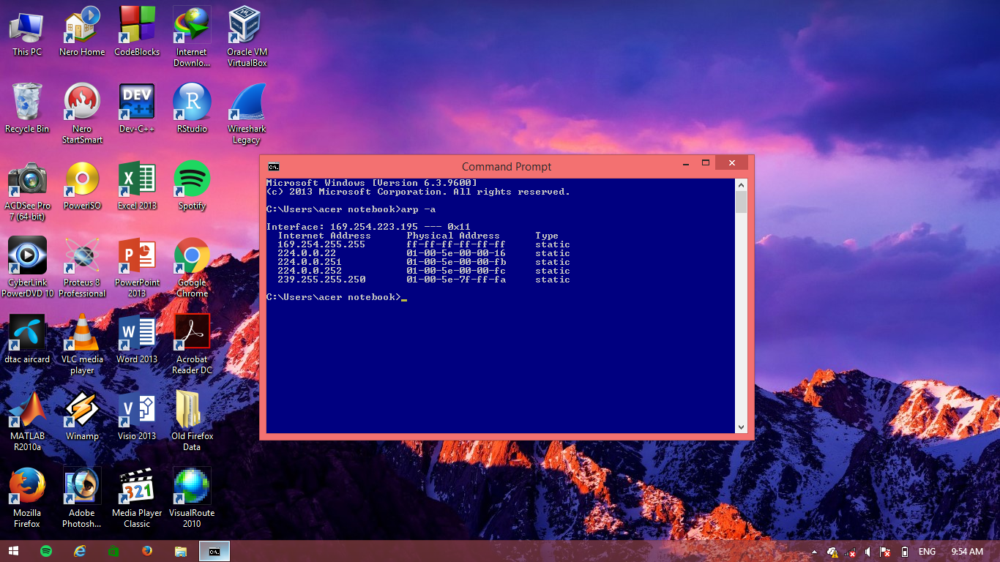 This PC
Nero Home
CodeBlocks
Internet
Downlo...
Oracle VM
VirtualBox
Recycle Bin
Nero
StartSmart
DEV
C++
Dev-C++
R
RStudio
Wireshark
Legacy
ACDSee Pro
7 (64-bit)
PowerISO
X
Excel 2013
Spotify
CyberLink
PowerDVD 10
Proteus 8
Professional
P
PowerPoint
2013
Google
Chrome
dtac aircard
VLC media
player
W
Word 2013
Acrobat
Reader DC
MATLAB
R2010a
Winamp
V
Visio 2013
Old Firefox
Data
Mozilla
Firefox
Adobe
Photosh...
321
Media Player
Classic
VisualRoute
2010
C:\.
Command Prompt
Microsoft Windows [Version 6.3.9600]
(c) 2013 Microsoft Corporation. All rights reserved.
C:\Users\acer notebook>arp -a
Interface: 169.254.223.195 --- 0x11
Internet Address Physical Address Type
169.254.255.255 ff-ff-ff-ff-ff-ff static
224.0.0.22 01-00-5e-00-00-16 static
224.0.0.251 01-00-5e-00-00-fb static
224.0.0.252 01-00-5e-00-00-fc static
239.255.255.250 01-00-5e-7f-ff-fa static
C:\Users\acer notebook>_
C:\.
ENG
9:54 AM